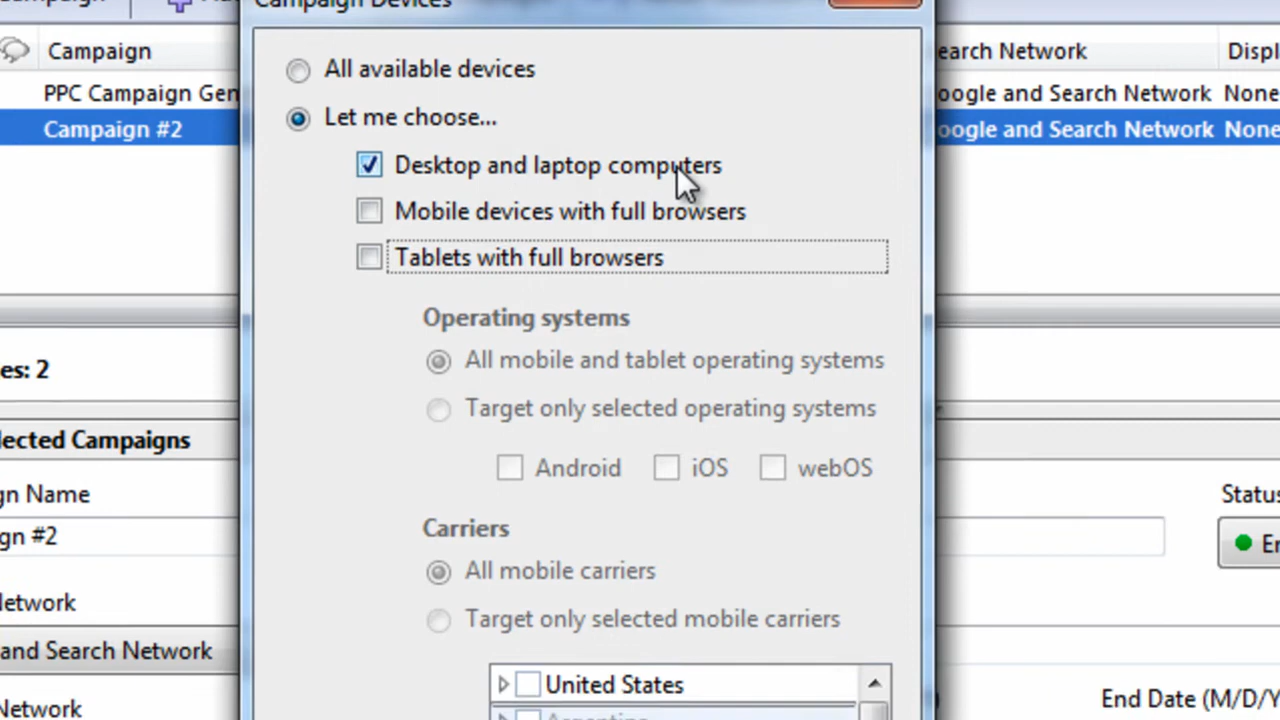 Campaign Devices
Campaign
earch Network
Displ
All available devices
PPC Campaign Gen
oogle and Search Network
None
Let me choose...
Campaign #2
oogle and Search Network
None
Desktop and laptop computers
Mobile devices with full browsers
Tablets with full browsers
Operating systems
es: 2
All mobile and tablet operating systems
Target only selected operating systems
lected Campaigns
Android
iOS
webOS
gn Name
Status
Carriers
gn #2
En
All mobile carriers
etwork
Target only selected mobile carriers
and Search Network
United States
Network
End Date (M/D/Y